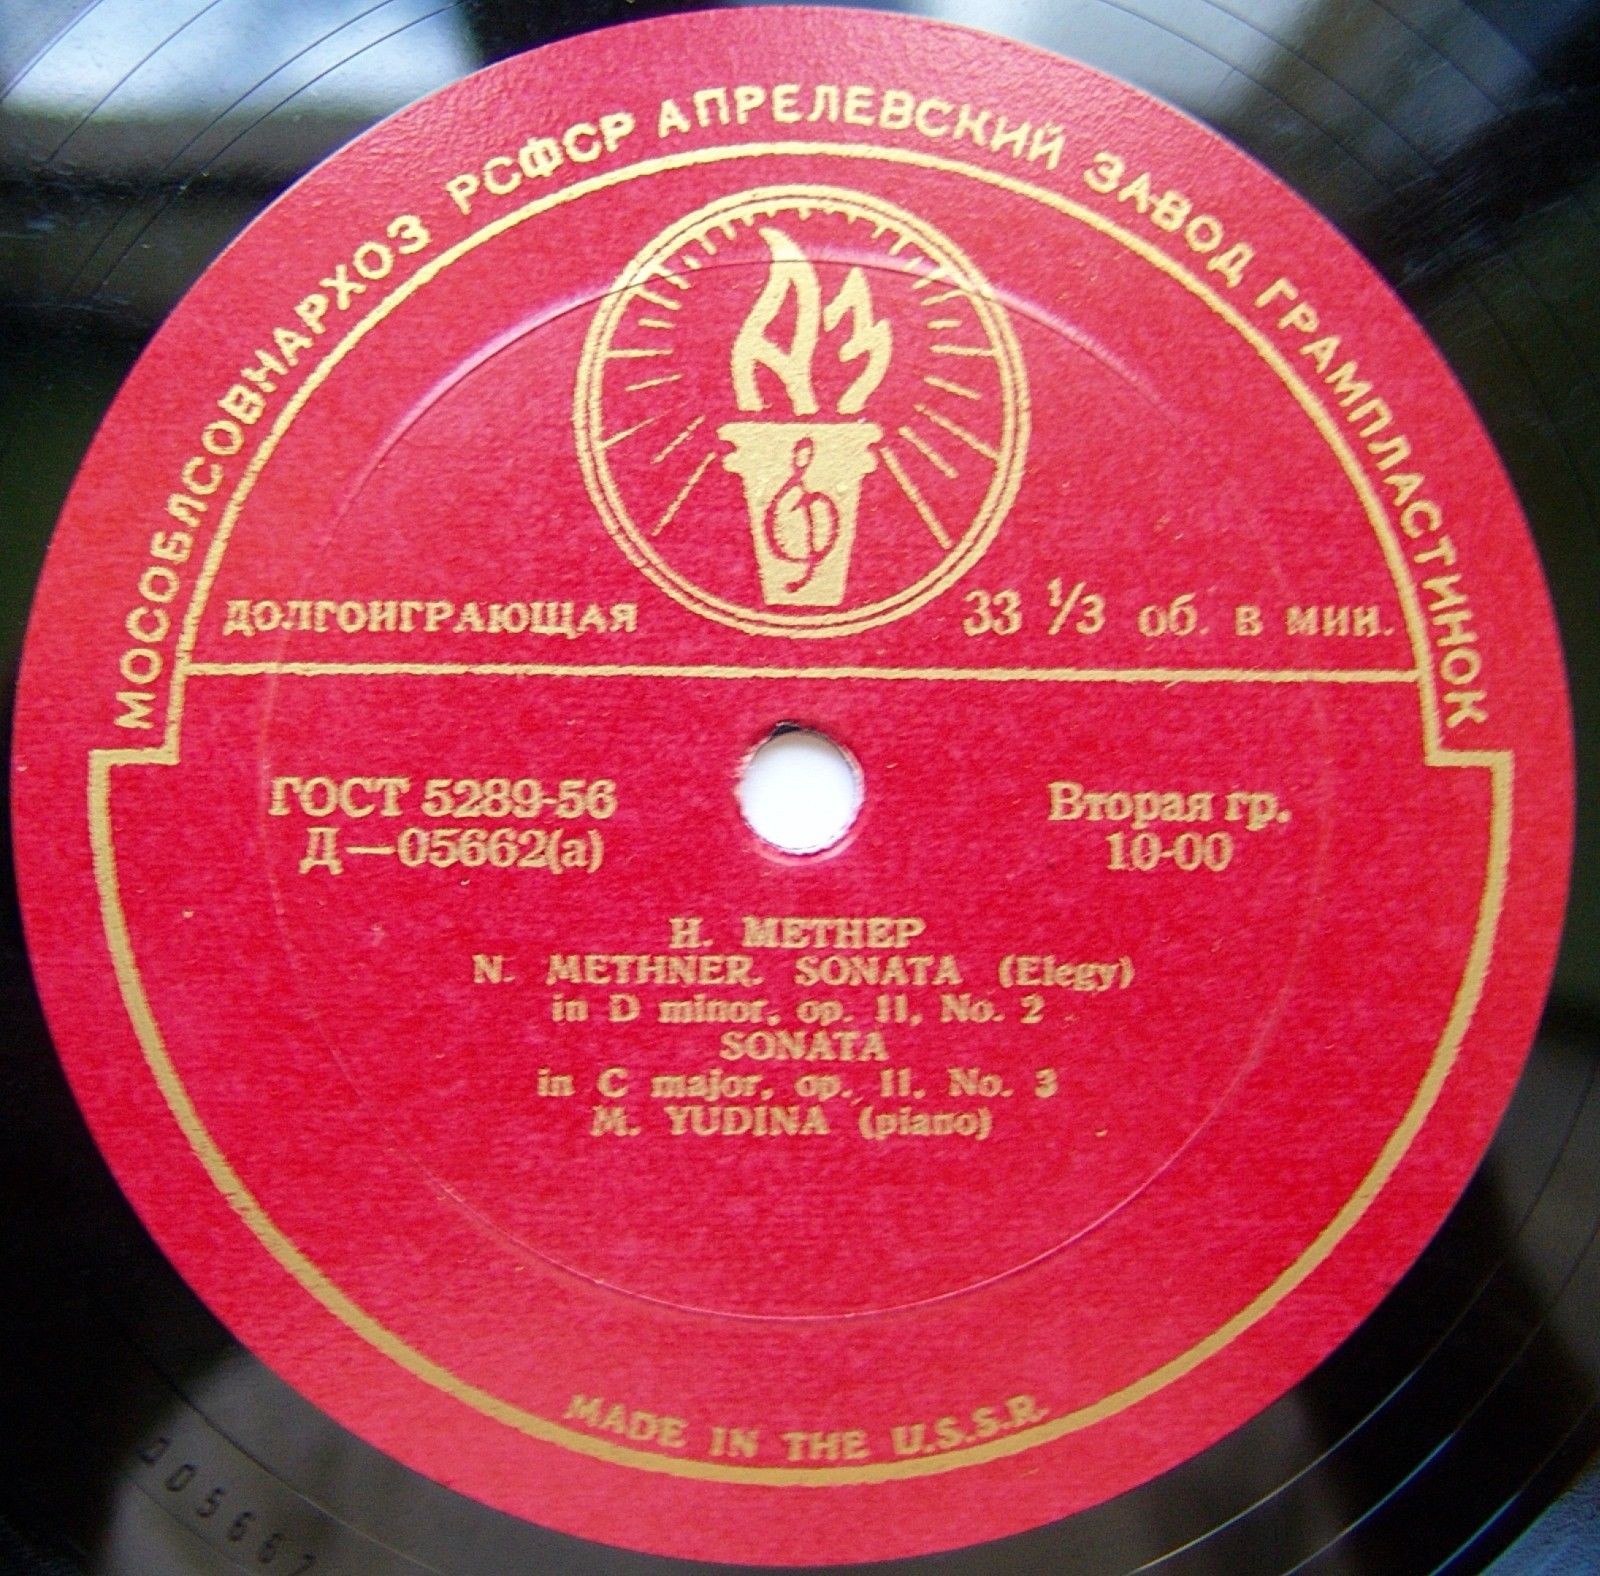 МОСОБЛСОВНАРХОЗ РСФСР АПРЕЛЕВСКИЙ ЗАВОД ГРАМПЛАСТИНОК
АЗ
ДОЛГОИГРАЮЩАЯ 33 1/3 об. в мин.
ГОСТ 5289-56 Вторая гр.
Д—05662(а) 10-00
Н. МЕТНЕР
N. METHNER. SONATA (Elegy)
in D minor, op. 11, No. 2
SONATA
in C major, op. 11, No. 3
M. YUDINA (piano)
MADE IN THE U.S.S.R.